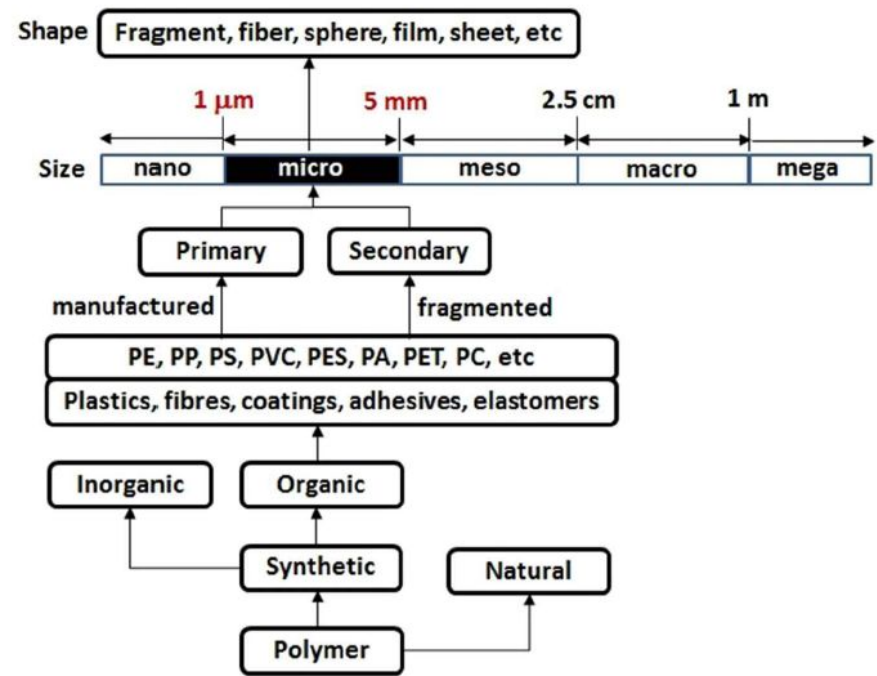 Shape Fragment, fiber, sphere, film, sheet, etc
1 μm 5 mm 2.5 cm 1 m
Size nano micro meso macro mega
Primary Secondary
manufactured fragmented
PE, PP, PS, PVC, PES, PA, PET, PC, etc
Plastics, fibres, coatings, adhesives, elastomers
Inorganic Organic
Synthetic Natural
Polymer